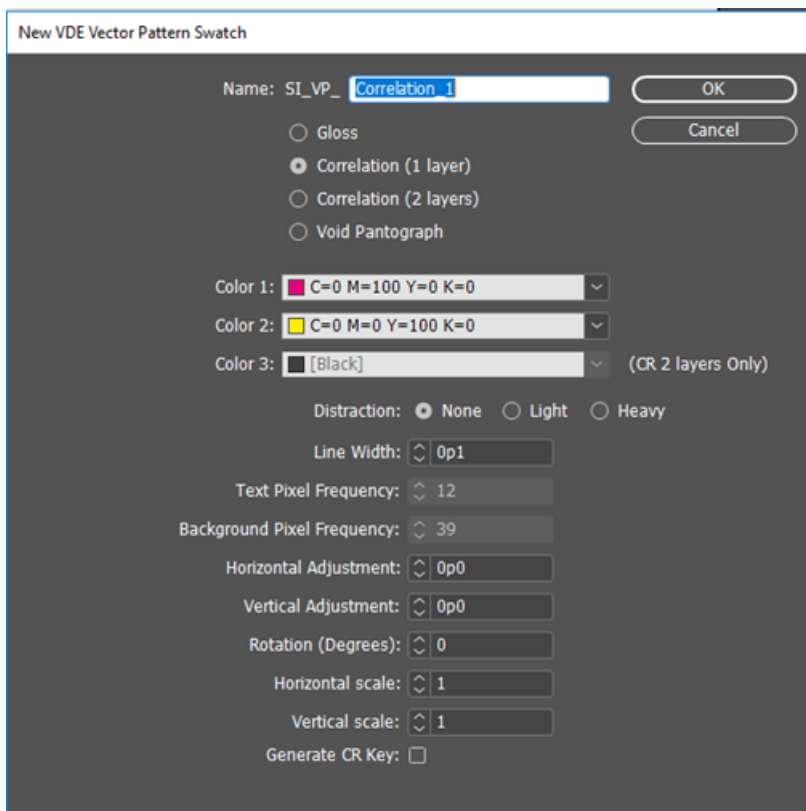 New VDE Vector Pattern Swatch
Name: SI_VP_ Correlation_1 OK
Gloss Cancel
Correlation (1 layer)
Correlation (2 layers)
Void Pantograph
Color 1: C=0 M=100 Y=0 K=0
Color 2: C=0 M=0 Y=100 K=0
Color 3: [Black] (CR 2 layers Only)
Distraction: None Light Heavy
Line Width: 0p1
Text Pixel Frequency: 12
Background Pixel Frequency: 39
Horizontal Adjustment: 0p0
Vertical Adjustment: 0p0
Rotation (Degrees): 0
Horizontal scale: 1
Vertical scale: 1
Generate CR Key: